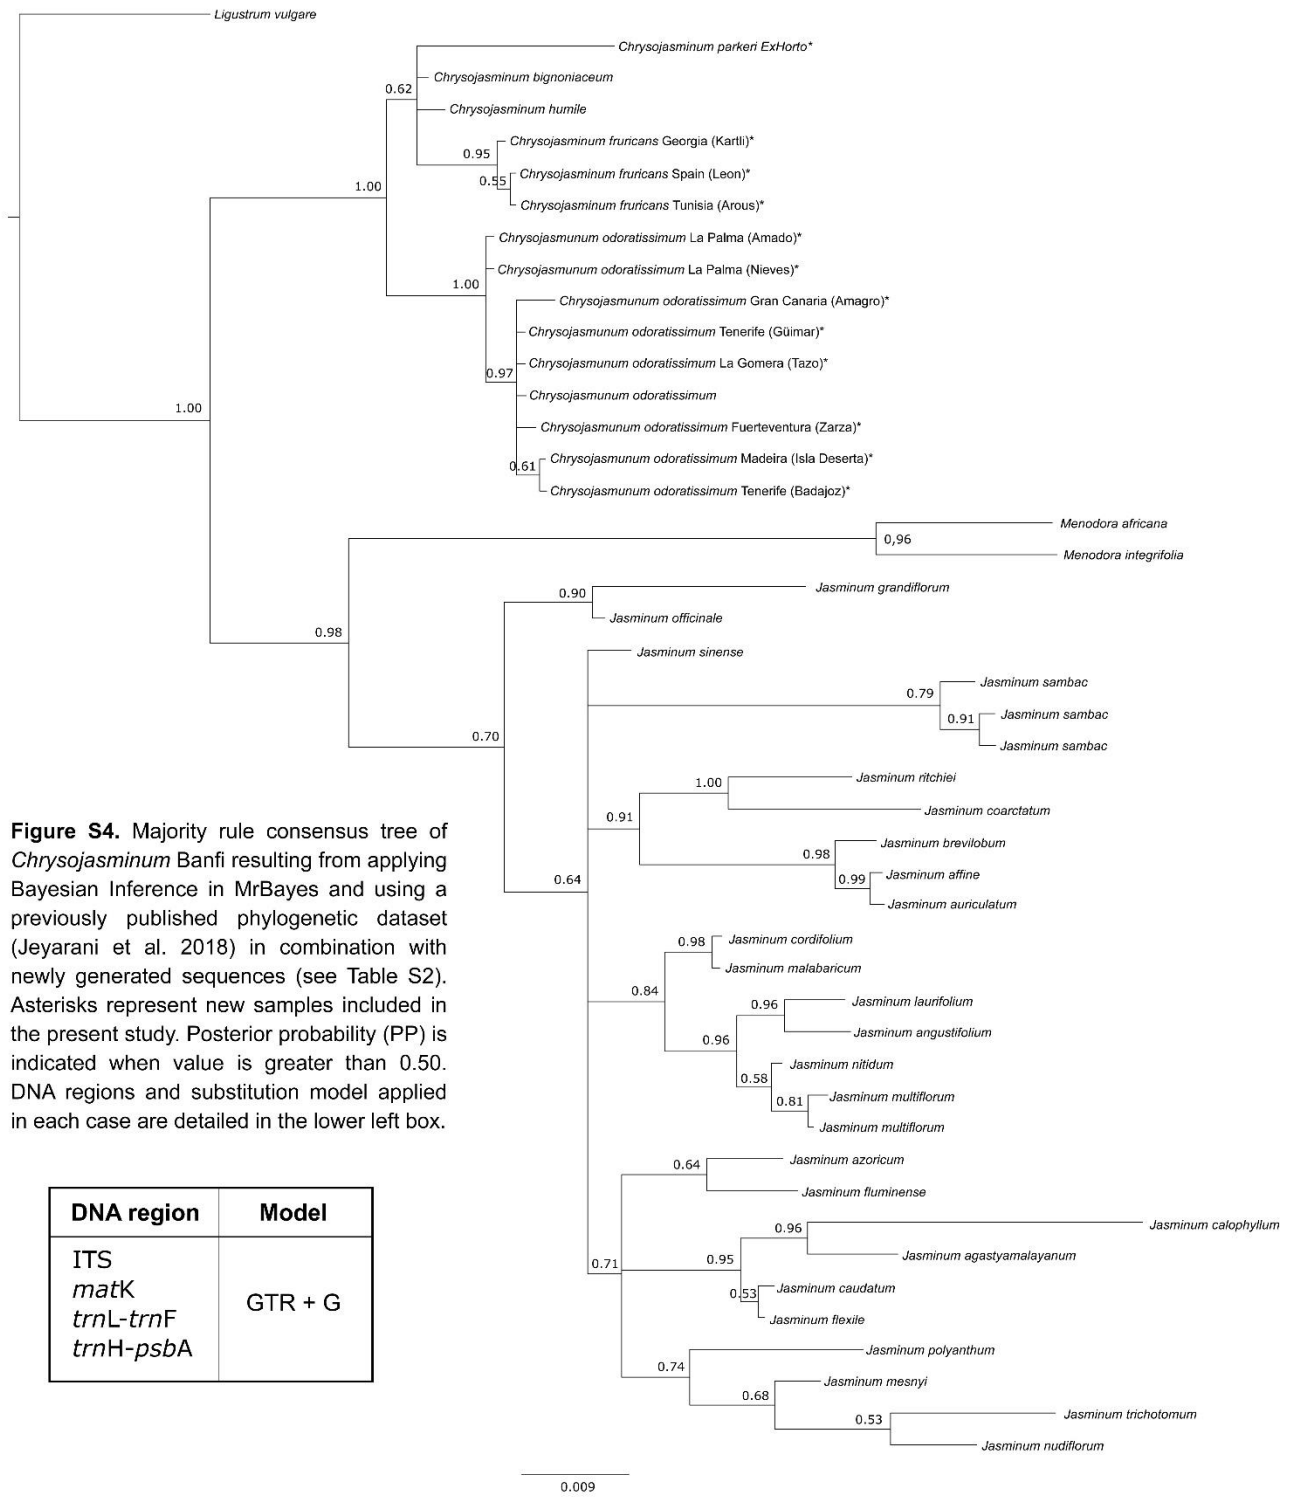 Ligustrum vulgare
Chrysojasminum parkeri ExHorto*
Chrysojasminum bignoniaceum
0.62
Chrysojasminum humile
Chrysojasminum fruricans Georgia (Kartli)*
0.95
Chrysojasminum fruricans Spain (Leon)*
0.55
1.00
Chrysojasminum fruricans Tunisia (Arous)*
Chrysojasmunum odoratissimum La Palma (Amado)*
Chrysojasmunum odoratissimum La Palma (Nieves)*
1.00
Chrysojasmunum odoratissimum Gran Canaria (Amagro)*
Chrysojasmunum odoratissimum Tenerife (Güimar)*
Chrysojasmunum odoratissimum La Gomera (Tazo)*
0.97
Chrysojasmunum odoratissimum
1.00
Chrysojasmunum odoratissimum Fuerteventura (Zarza)*
Chrysojasmunum odoratissimum Madeira (Isla Deserta)*
0.61
Chrysojasmunum odoratissimum Tenerife (Badajoz)*
Menodora africana
0,96
Menodora integrifolia
Jasminum grandiflorum
0.90
Jasminum officinale
0.98
Jasminum sinense
Jasminum sambac
0.79
Jasminum sambac
0.91
0.70
Jasminum sambac
Jasminum ritchiei
1.00
Jasminum coarctatum
0.91
Jasminum brevilobum
0.98
Jasminum affine
0.99
0.64
Jasminum auriculatum
Jasminum cordifolium
0.98
Jasminum malabaricum
0.84
Jasminum laurifolium
0.96
Jasminum angustifolium
0.96
Jasminum nitidum
0.58
Jasminum multiflorum
0.81
Jasminum multiflorum
Jasminum azoricum
0.64
Jasminum fluminense
Jasminum calophyllum
0.96
Jasminum agastyamalayanum
0.95
0.71
Jasminum caudatum
0.53
Jasminum flexile
Jasminum polyanthum
0.74
Jasminum mesnyi
0.68
Jasminum trichotomum
0.53
Jasminum nudiflorum
0.009
Figure S4. Majority rule consensus tree of
Chrysojasminum Banfi resulting from applying
Bayesian Inference in MrBayes and using a
previously published phylogenetic dataset
(Jeyarani et al. 2018) in combination with
newly generated sequences (see Table S2).
Asterisks represent new samples included in
the present study. Posterior probability (PP) is
indicated when value is greater than 0.50.
DNA regions and substitution model applied
in each case are detailed in the lower left box.
DNA region Model
ITS
matK
trnL-trnF
trnH-psbA
GTR + G